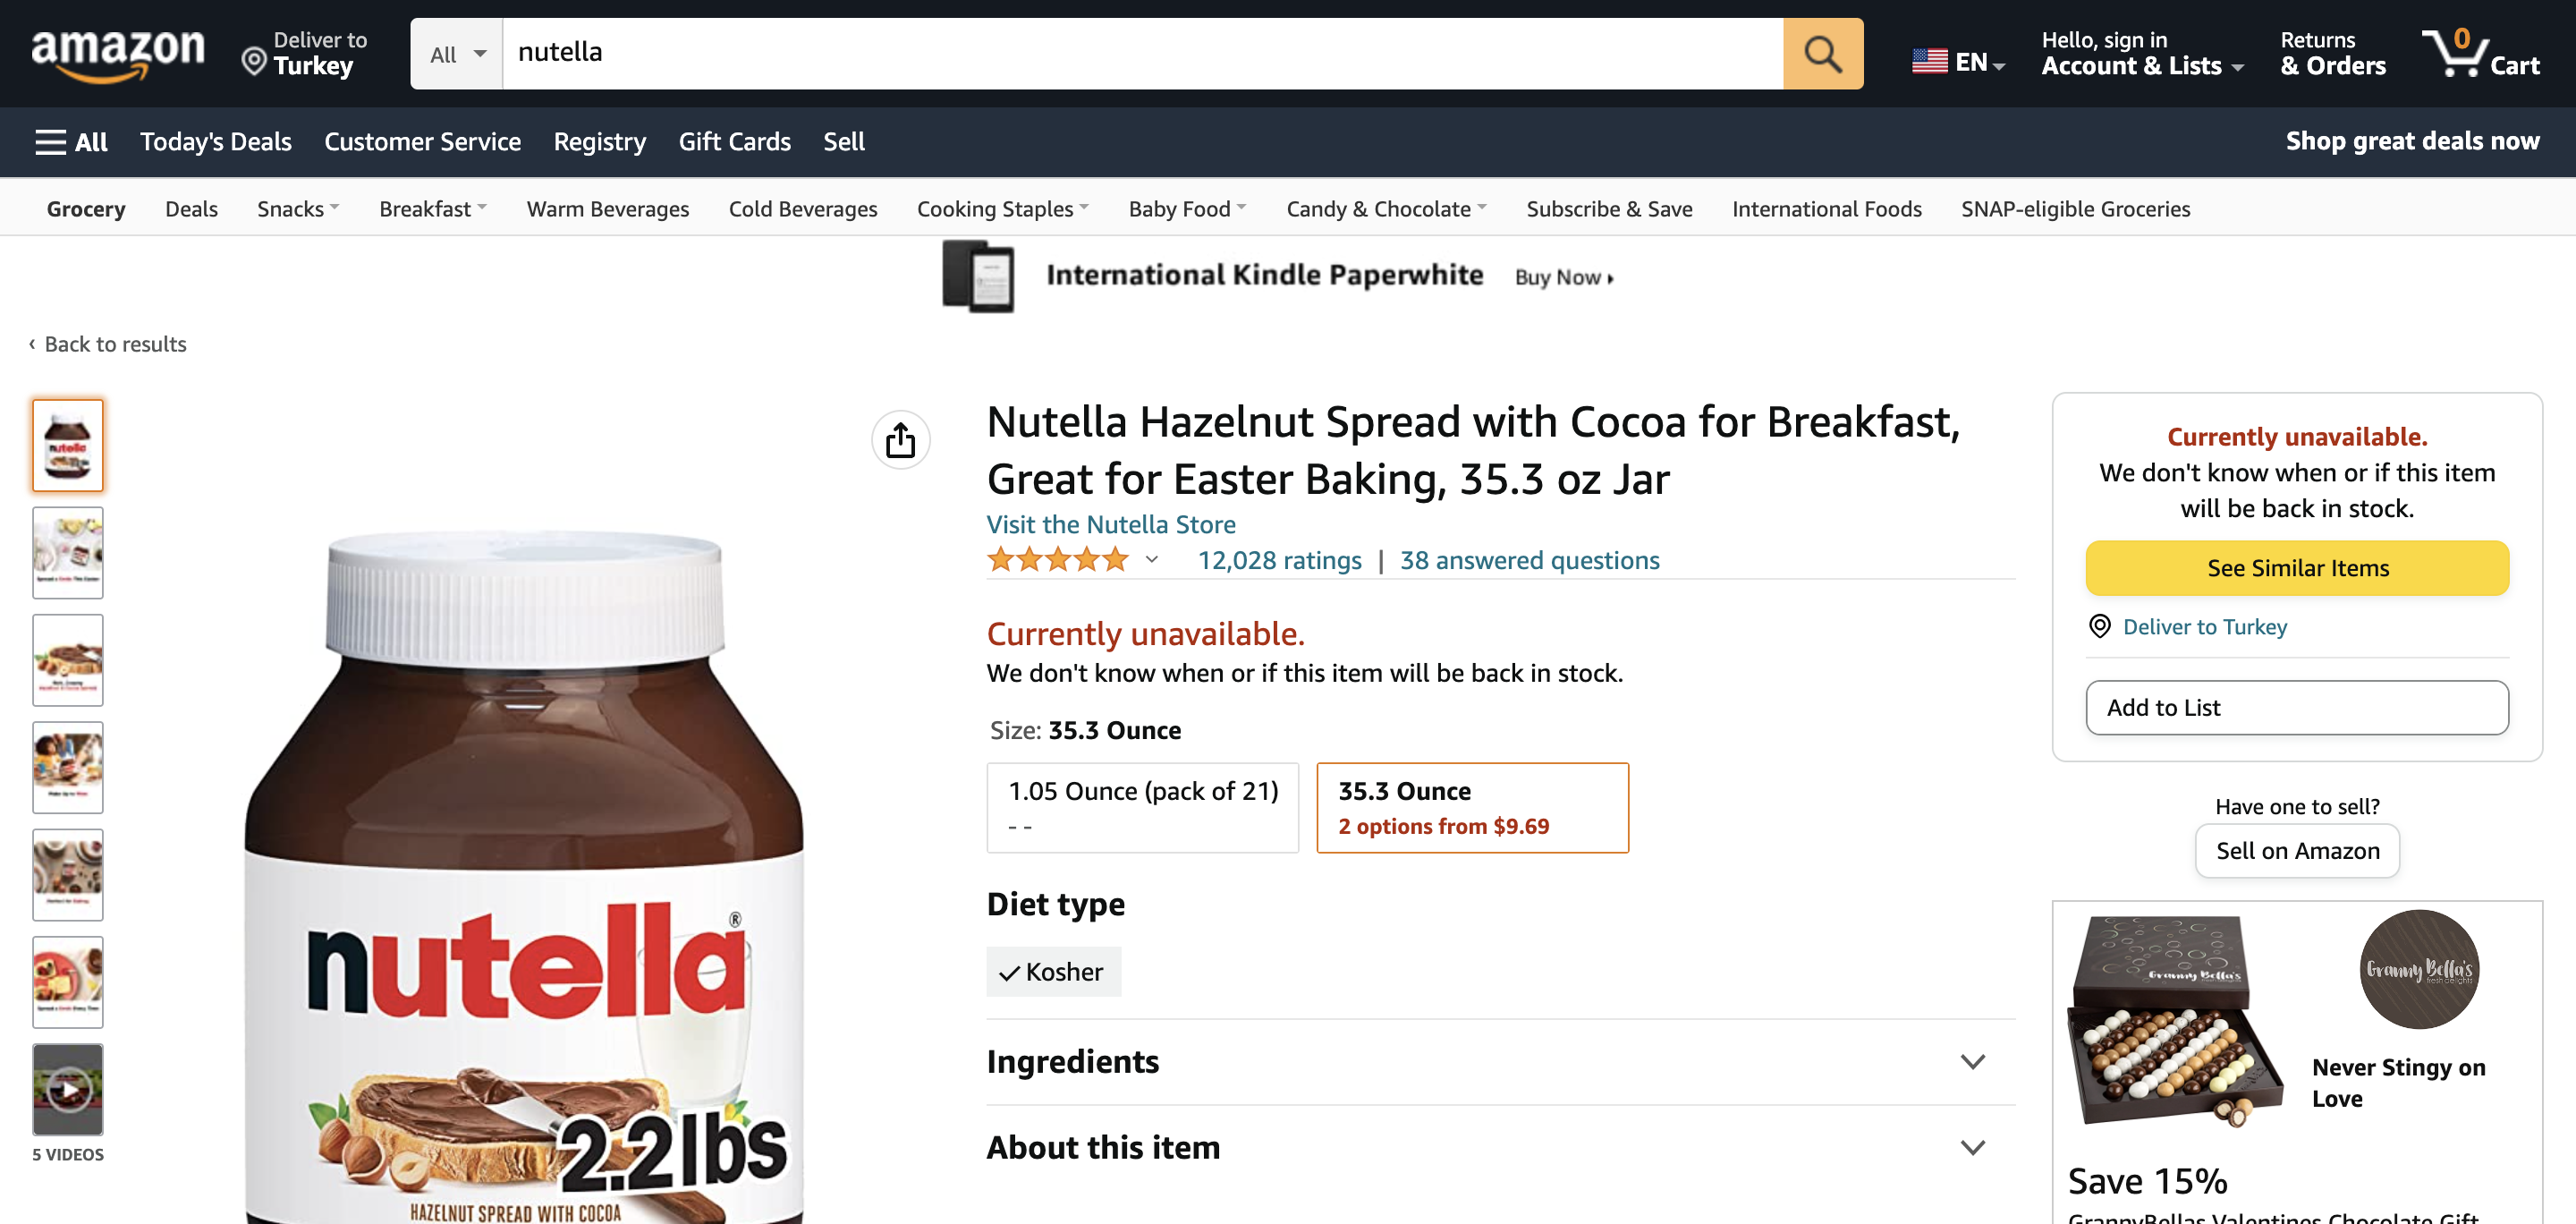 amazon
Deliver to
Turkey
All
nutella
EN
Hello, sign in
Account & Lists
Returns
& Orders
0
Cart
All
Today's Deals
Customer Service
Registry
Gift Cards
Sell
Shop great deals now
Grocery
Deals
Snacks
Breakfast
Warm Beverages
Cold Beverages
Cooking Staples
Baby Food
Candy & Chocolate
Subscribe & Save
International Foods
SNAP-eligible Groceries
International Kindle Paperwhite
Buy Now
‹ Back to results
nutella
5 VIDEOS
nutella®
2.2lbs
HAZELNUT SPREAD WITH COCOA
Nutella Hazelnut Spread with Cocoa for Breakfast,
Great for Easter Baking, 35.3 oz Jar
Visit the Nutella Store
12,028 ratings | 38 answered questions
Currently unavailable.
We don't know when or if this item will be back in stock.
Size: 35.3 Ounce
1.05 Ounce (pack of 21)
- -
35.3 Ounce
2 options from $9.69
Diet type
Kosher
Ingredients
About this item
Currently unavailable.
We don't know when or if this item
will be back in stock.
See Similar Items
Deliver to Turkey
Add to List
Have one to sell?
Sell on Amazon
Granny Bella's
Granny Bella's
fresh delights
Never Stingy on
Love
Save 15%
GrannyBellas Valentines Chocolate Gift